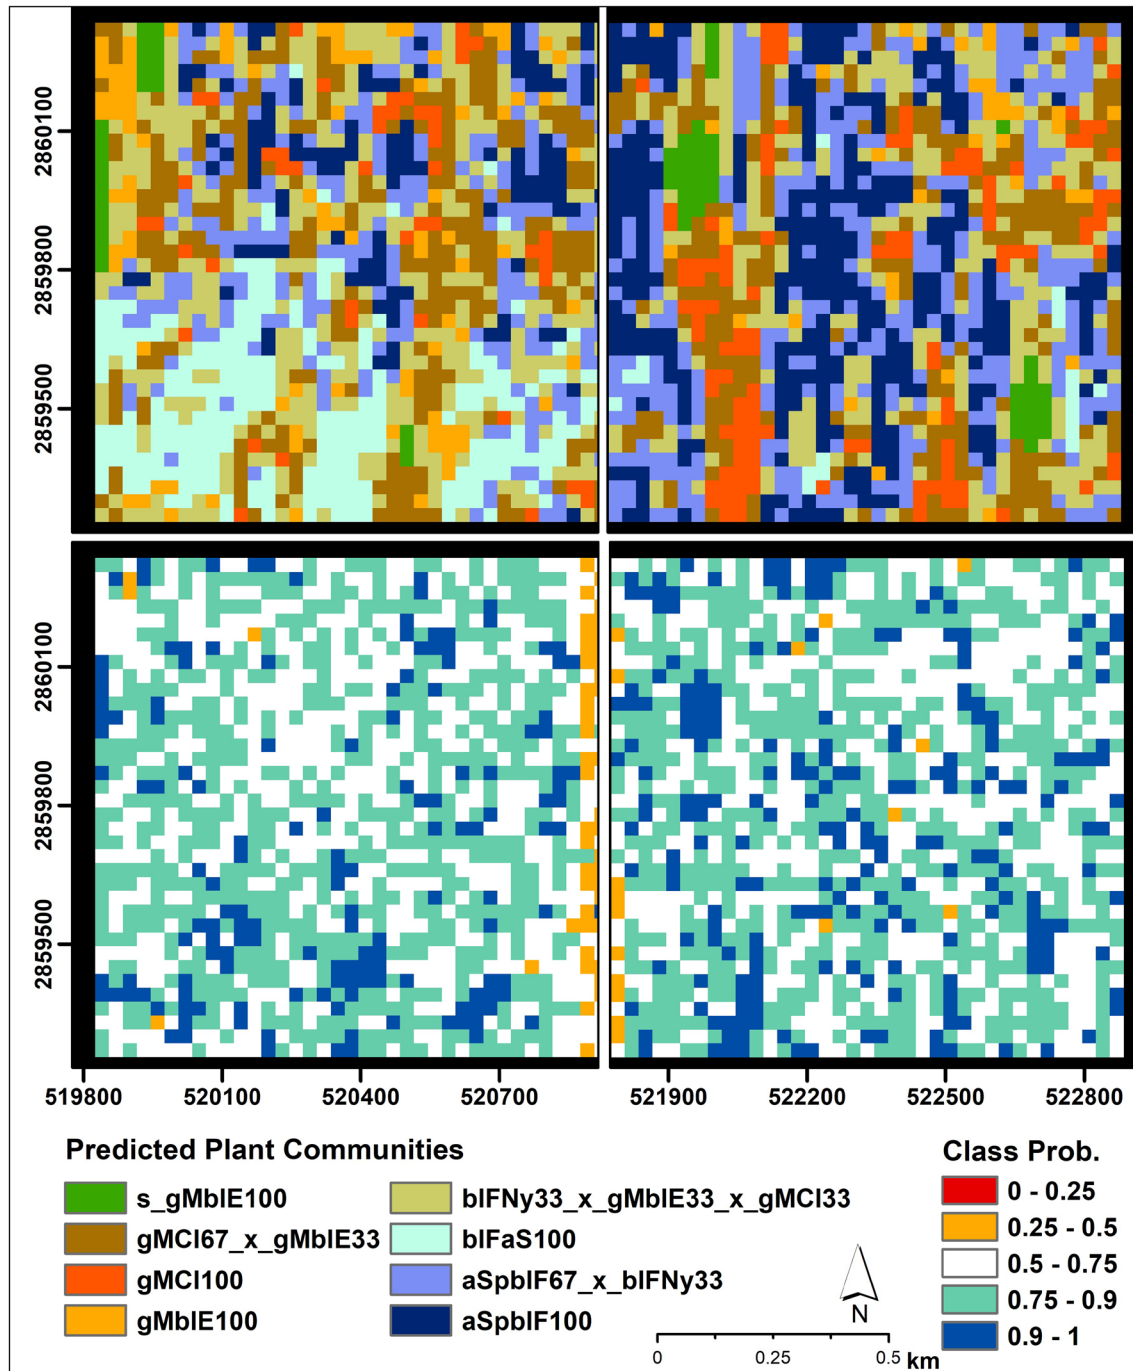 2860100
2859800
2859500
2860100
2859800
2859500
519800 520100 520400 520700 521900 522200 522500 522800
Predicted Plant Communities
s_gMblE100
gMCl67_x_gMblE33
gMCl100
gMblE100
blFNy33_x_gMblE33_x_gMCl33
blFaS100
aSpblF67_x_blFNy33
aSpblF100
N
0 0.25 0.5 km
Class Prob.
0 - 0.25
0.25 - 0.5
0.5 - 0.75
0.75 - 0.9
0.9 - 1